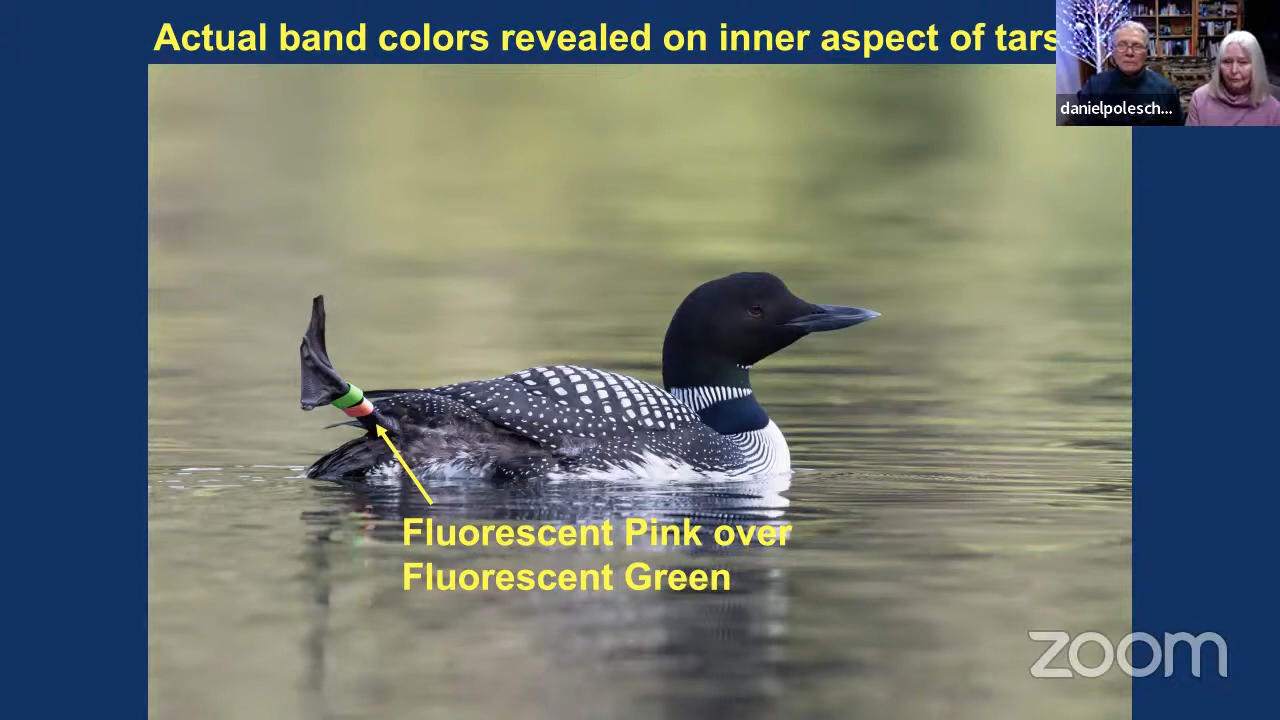 Actual band colors revealed on inner aspect of tars
danielpolesch...
Fluorescent Pink over
Fluorescent Green
zoom